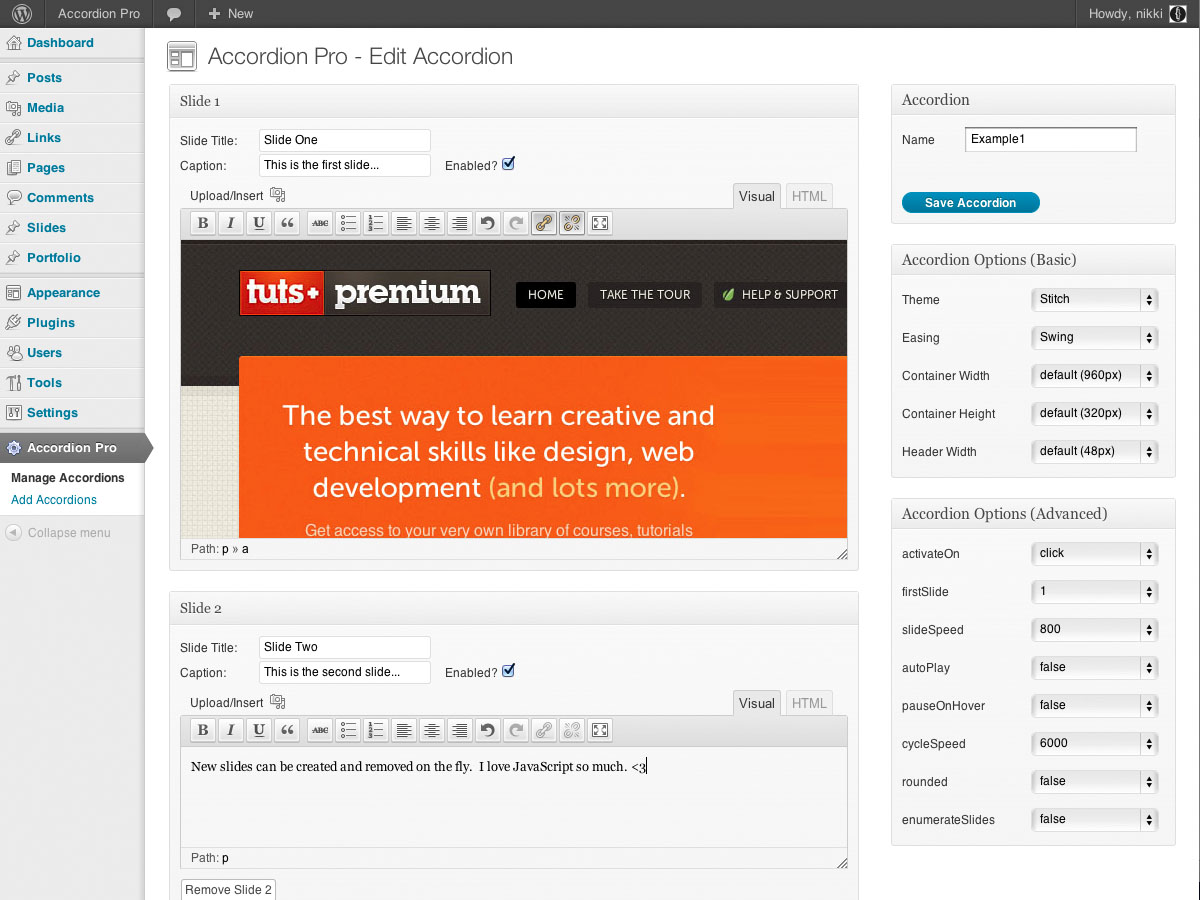 Accordion Pro
New
Howdy, nikki
Dashboard
Posts
Media
Links
Pages
Comments
Slides
Portfolio
Appearance
Plugins
Users
Tools
Settings
Accordion Pro
Manage Accordions
Add Accordions
Collapse menu
Accordion Pro - Edit Accordion
Slide 1
Slide Title: Slide One
Caption: This is the first slide... Enabled?
Upload/Insert Visual HTML
B I U “ ABC
tuts+ premium HOME TAKE THE TOUR HELP & SUPPORT
The best way to learn creative and
technical skills like design, web
development (and lots more).
Get access to your very own library of courses, tutorials
Path: p » a
Slide 2
Slide Title: Slide Two
Caption: This is the second slide... Enabled?
Upload/Insert Visual HTML
B I U “ ABC
New slides can be created and removed on the fly. I love JavaScript so much. <3
Path: p
Remove Slide 2
Accordion
Name Example1
Save Accordion
Accordion Options (Basic)
Theme Stitch
Easing Swing
Container Width default (960px)
Container Height default (320px)
Header Width default (48px)
Accordion Options (Advanced)
activateOn click
firstSlide 1
slideSpeed 800
autoPlay false
pauseOnHover false
cycleSpeed 6000
rounded false
enumerateSlides false